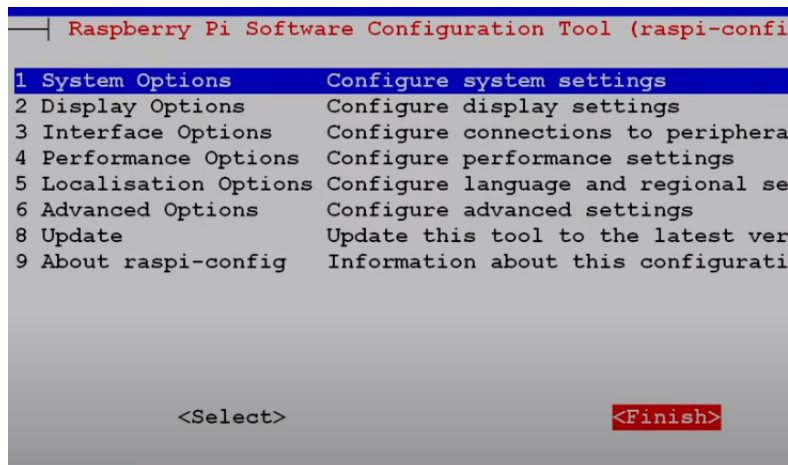 Raspberry Pi Software Configuration Tool (raspi-confi
1 System Options Configure system settings
2 Display Options Configure display settings
3 Interface Options Configure connections to periphera
4 Performance Options Configure performance settings
5 Localisation Options Configure language and regional se
6 Advanced Options Configure advanced settings
8 Update Update this tool to the latest ver
9 About raspi-config Information about this configurati
<Select> <Finish>